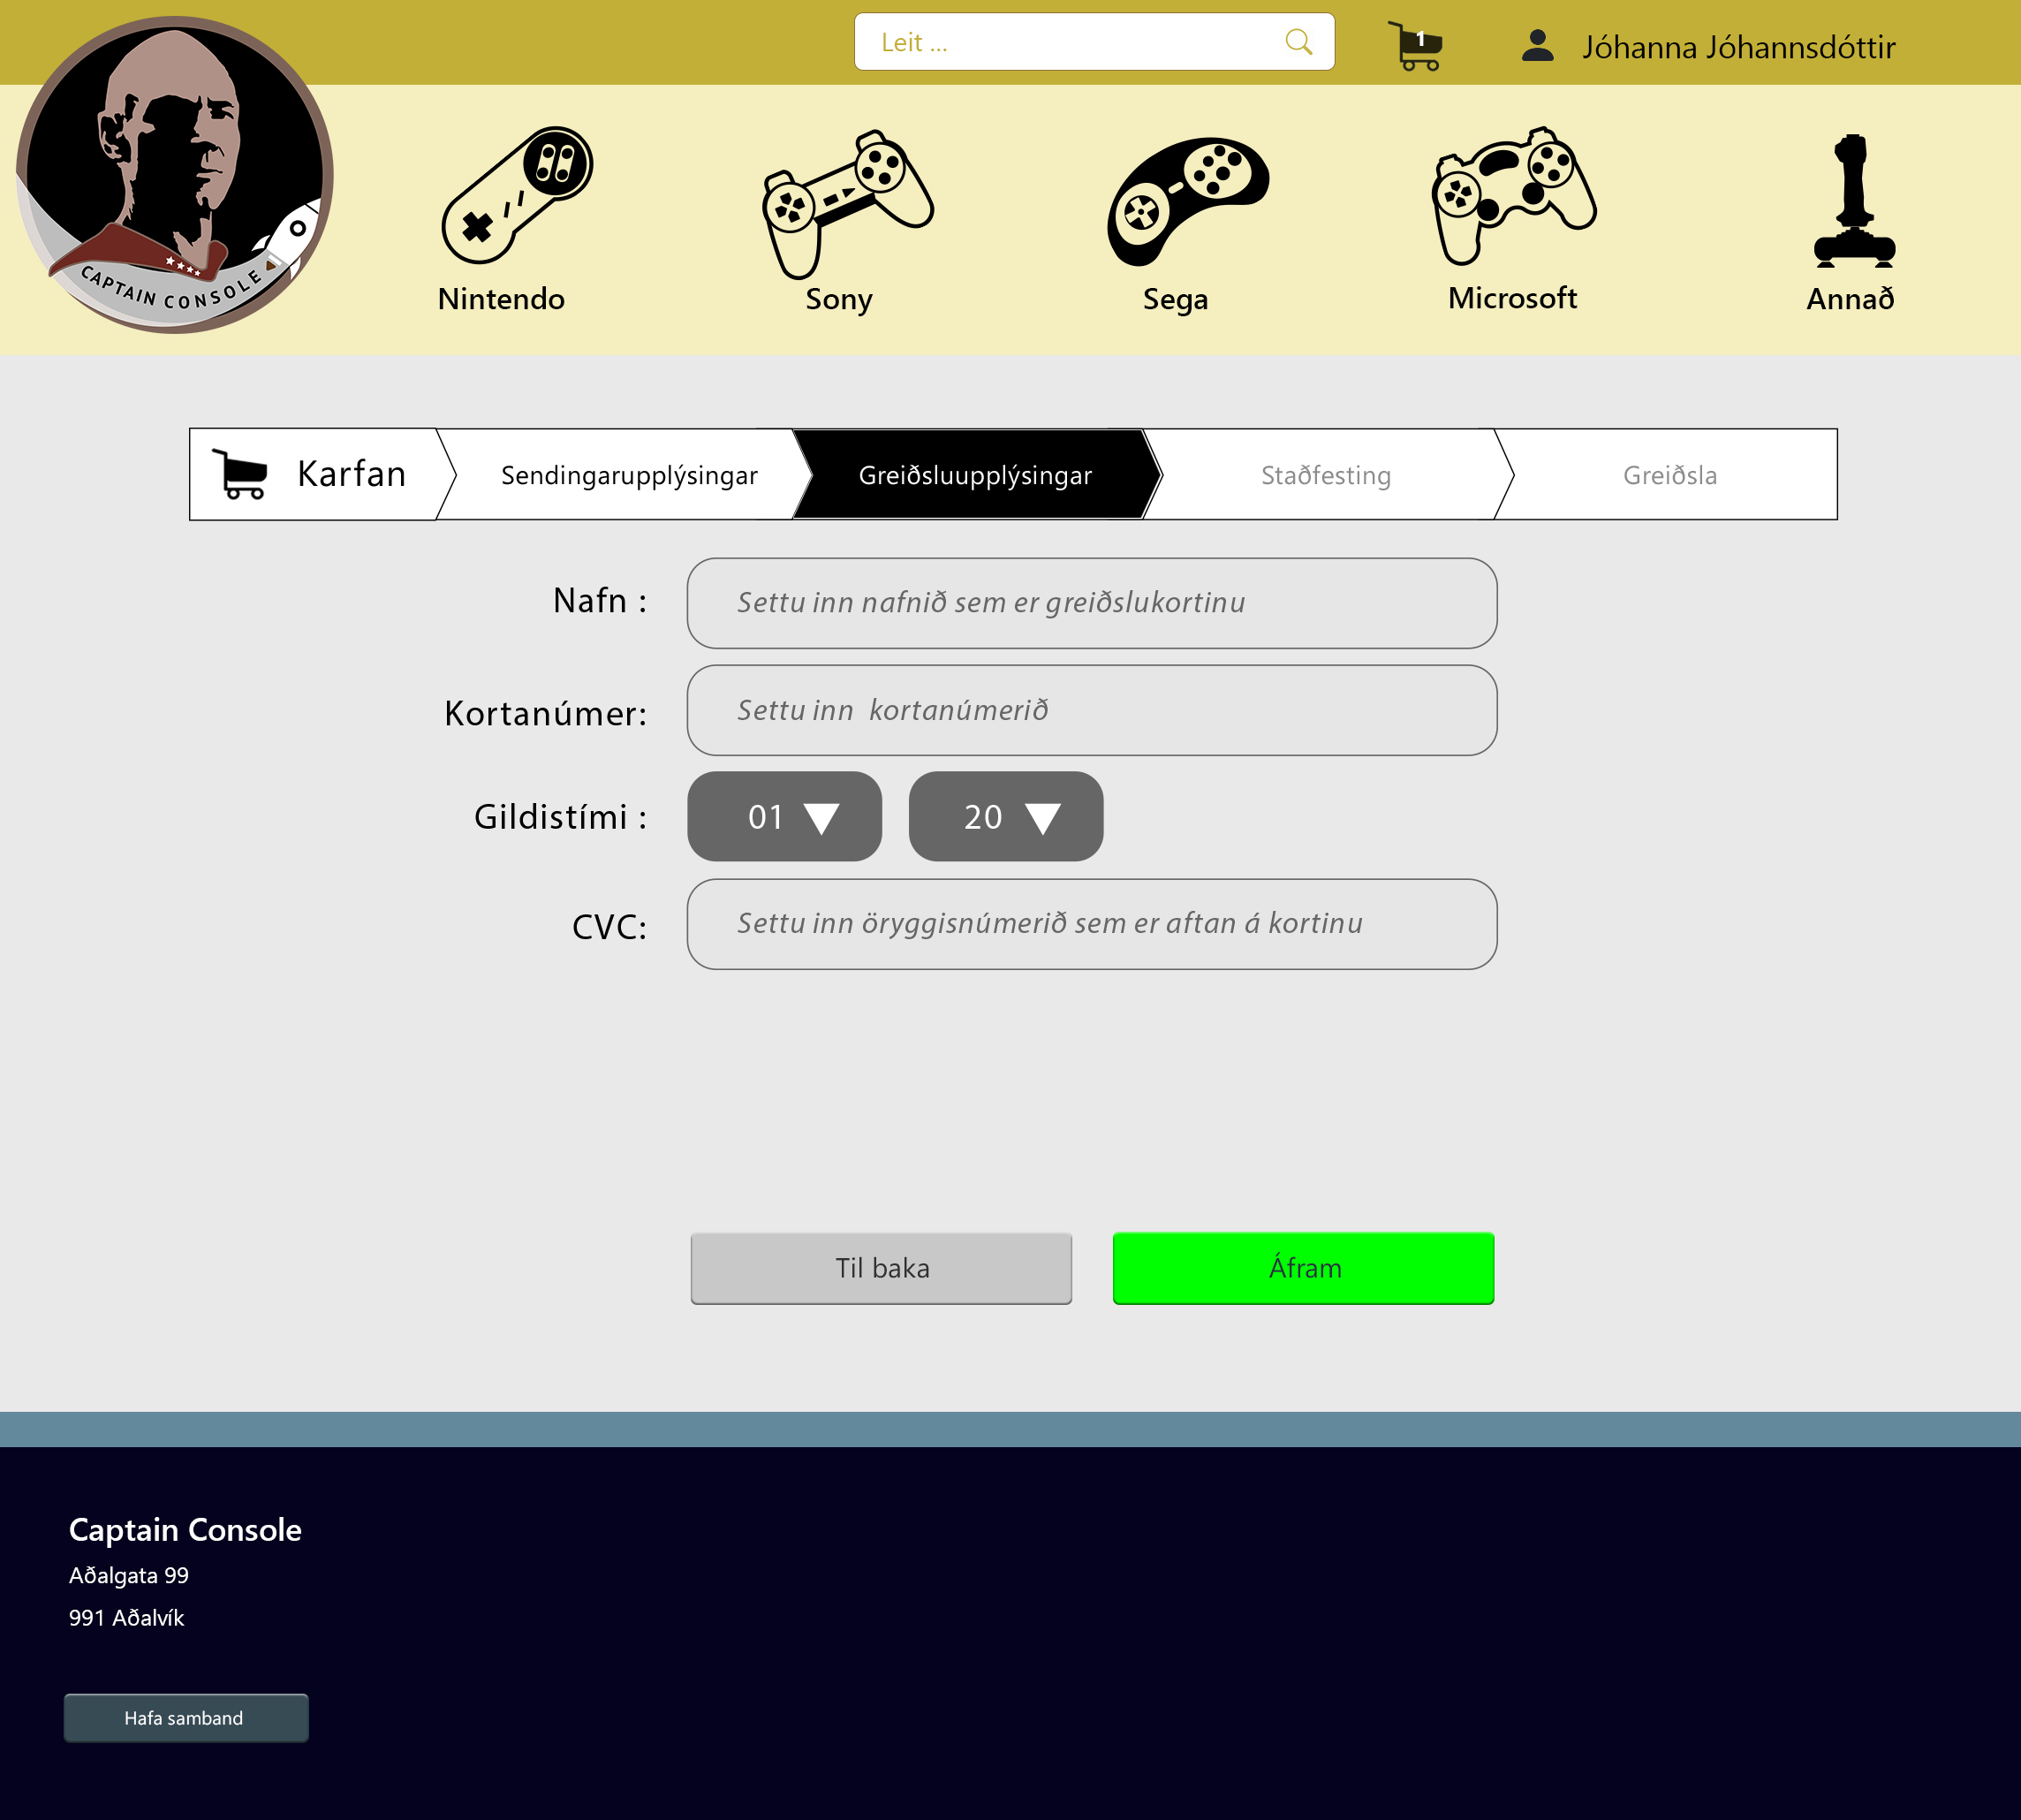 Leit ...
1
Jóhanna Jóhannsdóttir
CAPTAIN CONSOLE
Nintendo
Sony
Sega
Microsoft
Annað
Karfan
Sendingarupplýsingar
Greiðsluupplýsingar
Staðfesting
Greiðsla
Nafn :
Settu inn nafnið sem er greiðslukortinu
Kortanúmer:
Settu inn  kortanúmerið
Gildistími :
01
20
CVC:
Settu inn öryggisnúmerið sem er aftan á kortinu
Til baka
Áfram
Captain Console
Aðalgata 99
991 Aðalvík
Hafa samband